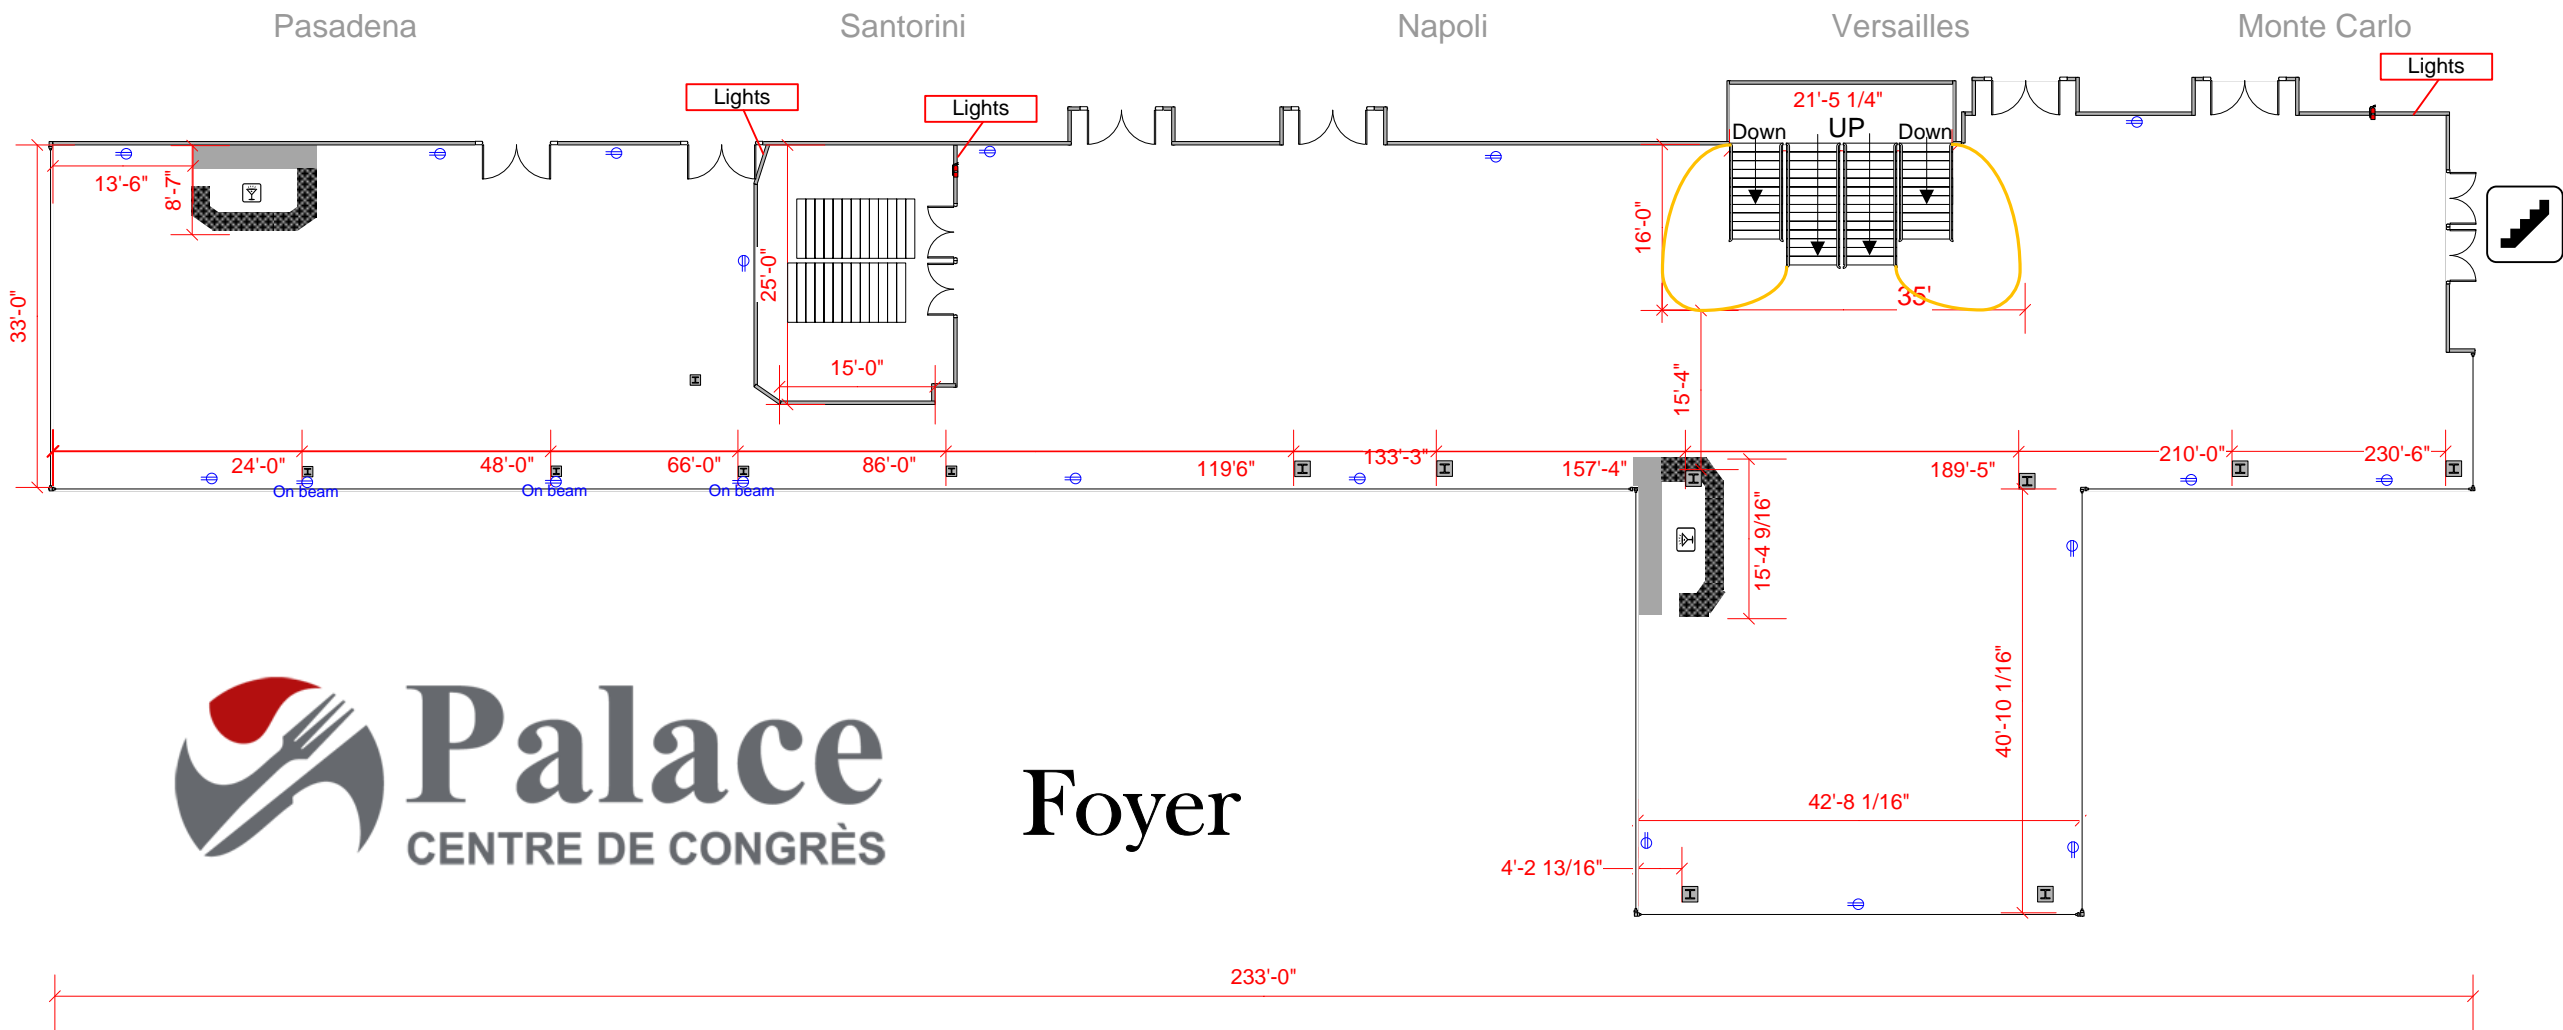 Pasadena
Santorini
Napoli
Versailles
Monte Carlo
Lights
Lights
Lights
21'-5 1/4"
Down
UP
Down
13'-6"
8'-7"
16'-0"
25'-0"
33'-0"
35'
15'-0"
15'-4"
24'-0"
48'-0"
66'-0"
86'-0"
119'6"
133'-3"
157'-4"
189'-5"
210'-0"
230'-6"
On beam
On beam
On beam
15'-4 9/16"
40'-10 1/16"
Palace
CENTRE DE CONGRÈS
Foyer
42'-8 1/16"
4'-2 13/16"
233'-0"